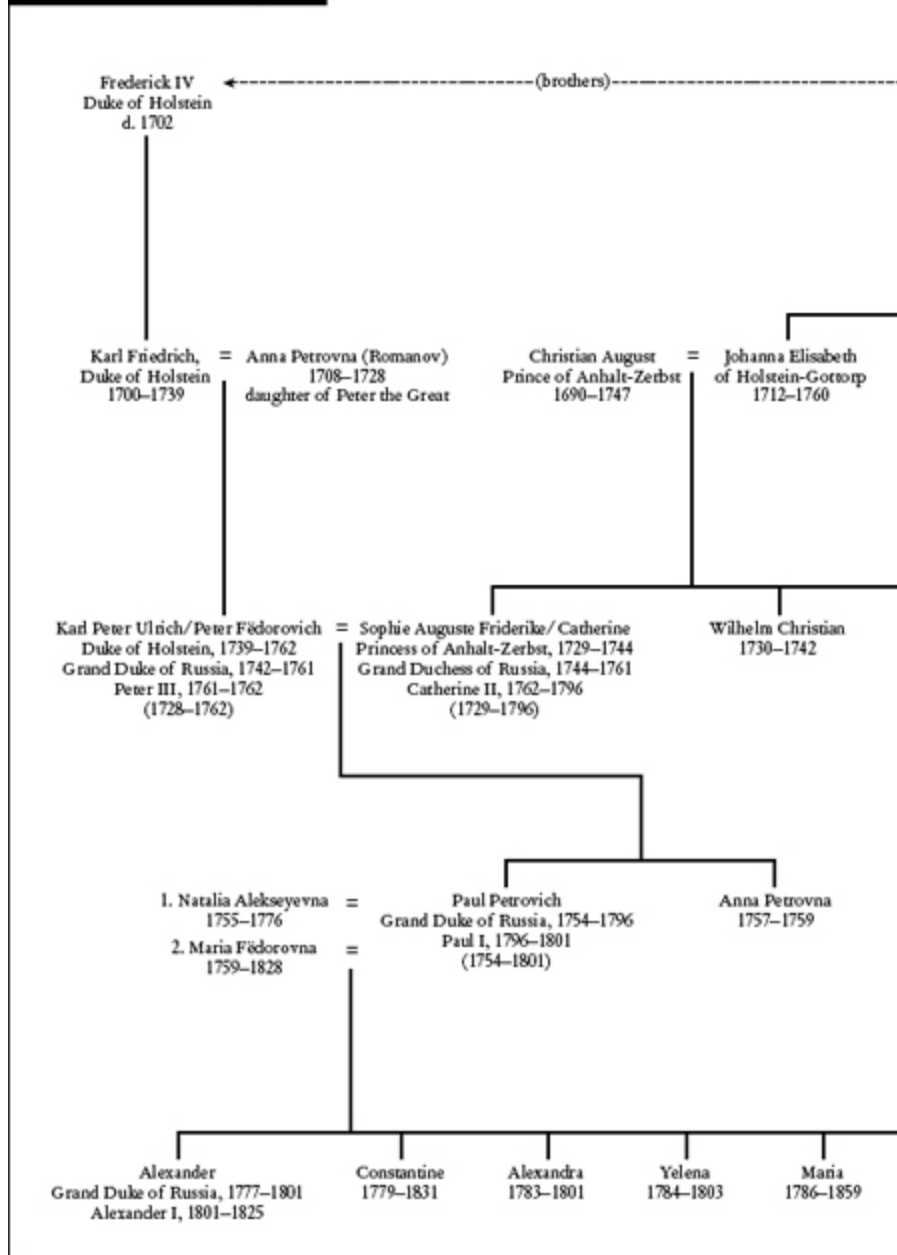 Frederick IV
Duke of Holstein
d. 1702
(brothers)
Karl Friedrich,
Duke of Holstein
1700–1739
=
Anna Petrovna (Romanov)
1708–1728
daughter of Peter the Great
Christian August
Prince of Anhalt-Zerbst
1690–1747
=
Johanna Elisabeth
of Holstein-Gottorp
1712–1760
Karl Peter Ulrich/Peter Fëdorovich
Duke of Holstein, 1739–1762
Grand Duke of Russia, 1742–1761
Peter III, 1761–1762
(1728–1762)
=
Sophie Auguste Friderike/Catherine
Princess of Anhalt-Zerbst, 1729–1744
Grand Duchess of Russia, 1744–1761
Catherine II, 1762–1796
(1729–1796)
Wilhelm Christian
1730–1742
1. Natalia Alekseyevna =
1755–1776
2. Maria Fëdorovna =
1759–1828
Paul Petrovich
Grand Duke of Russia, 1754–1796
Paul I, 1796–1801
(1754–1801)
Anna Petrovna
1757–1759
Alexander
Grand Duke of Russia, 1777–1801
Alexander I, 1801–1825
Constantine
1779–1831
Alexandra
1783–1801
Yelena
1784–1803
Maria
1786–1859